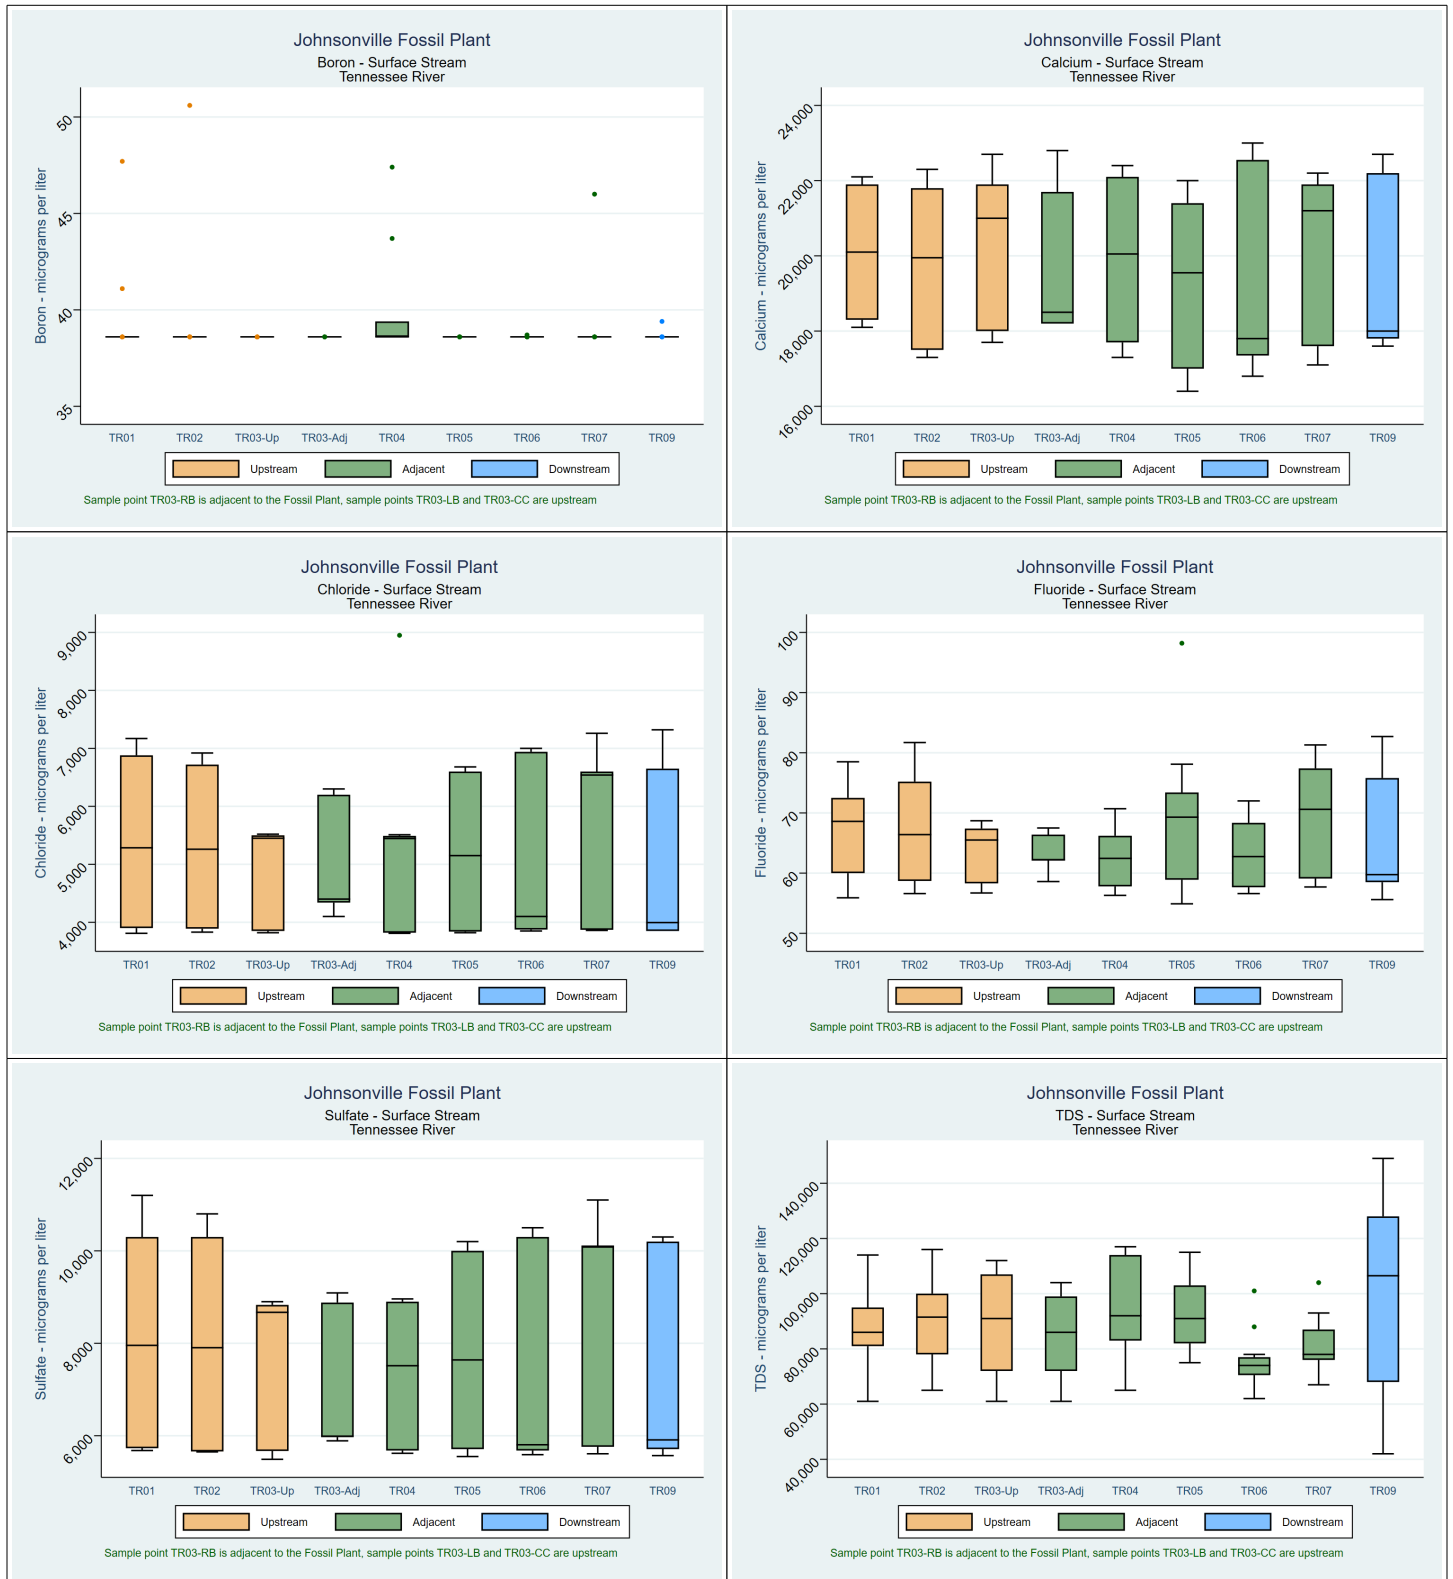 Johnsonville Fossil Plant
Boron - Surface Stream
Tennessee River
Boron - micrograms per liter
50
45
40
35
TR01 TR02 TR03-Up TR03-Adj TR04 TR05 TR06 TR07 TR09
Upstream Adjacent Downstream
Sample point TR03-RB is adjacent to the Fossil Plant, sample points TR03-LB and TR03-CC are upstream
Johnsonville Fossil Plant
Calcium - Surface Stream
Tennessee River
Calcium - micrograms per liter
24,000
22,000
20,000
18,000
16,000
TR01 TR02 TR03-Up TR03-Adj TR04 TR05 TR06 TR07 TR09
Upstream Adjacent Downstream
Sample point TR03-RB is adjacent to the Fossil Plant, sample points TR03-LB and TR03-CC are upstream
Johnsonville Fossil Plant
Chloride - Surface Stream
Tennessee River
Chloride - micrograms per liter
9,000
8,000
7,000
6,000
5,000
4,000
TR01 TR02 TR03-Up TR03-Adj TR04 TR05 TR06 TR07 TR09
Upstream Adjacent Downstream
Sample point TR03-RB is adjacent to the Fossil Plant, sample points TR03-LB and TR03-CC are upstream
Johnsonville Fossil Plant
Fluoride - Surface Stream
Tennessee River
Fluoride - micrograms per liter
100
90
80
70
60
50
TR01 TR02 TR03-Up TR03-Adj TR04 TR05 TR06 TR07 TR09
Upstream Adjacent Downstream
Sample point TR03-RB is adjacent to the Fossil Plant, sample points TR03-LB and TR03-CC are upstream
Johnsonville Fossil Plant
Sulfate - Surface Stream
Tennessee River
Sulfate - micrograms per liter
12,000
10,000
8,000
6,000
TR01 TR02 TR03-Up TR03-Adj TR04 TR05 TR06 TR07 TR09
Upstream Adjacent Downstream
Sample point TR03-RB is adjacent to the Fossil Plant, sample points TR03-LB and TR03-CC are upstream
Johnsonville Fossil Plant
TDS - Surface Stream
Tennessee River
TDS - micrograms per liter
140,000
120,000
100,000
80,000
60,000
40,000
TR01 TR02 TR03-Up TR03-Adj TR04 TR05 TR06 TR07 TR09
Upstream Adjacent Downstream
Sample point TR03-RB is adjacent to the Fossil Plant, sample points TR03-LB and TR03-CC are upstream